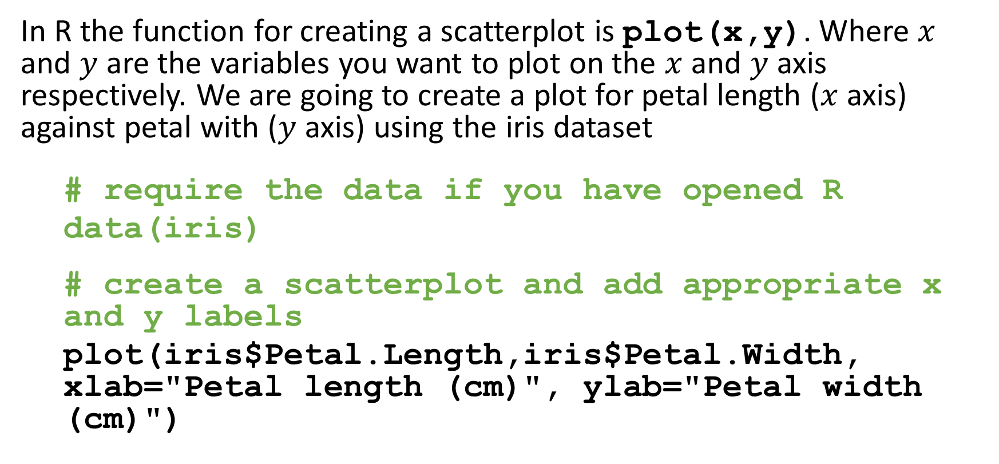 In R the function for creating a scatterplot is plot(x,y). Where x
and y are the variables you want to plot on the x and y axis
respectively. We are going to create a plot for petal length (x axis)
against petal with (y axis) using the iris dataset
# require the data if you have opened R
data(iris)
# create a scatterplot and add appropriate x
and y labels
plot(iris$Petal.Length,iris$Petal.Width,
xlab="Petal length (cm)", ylab="Petal width
(cm)")